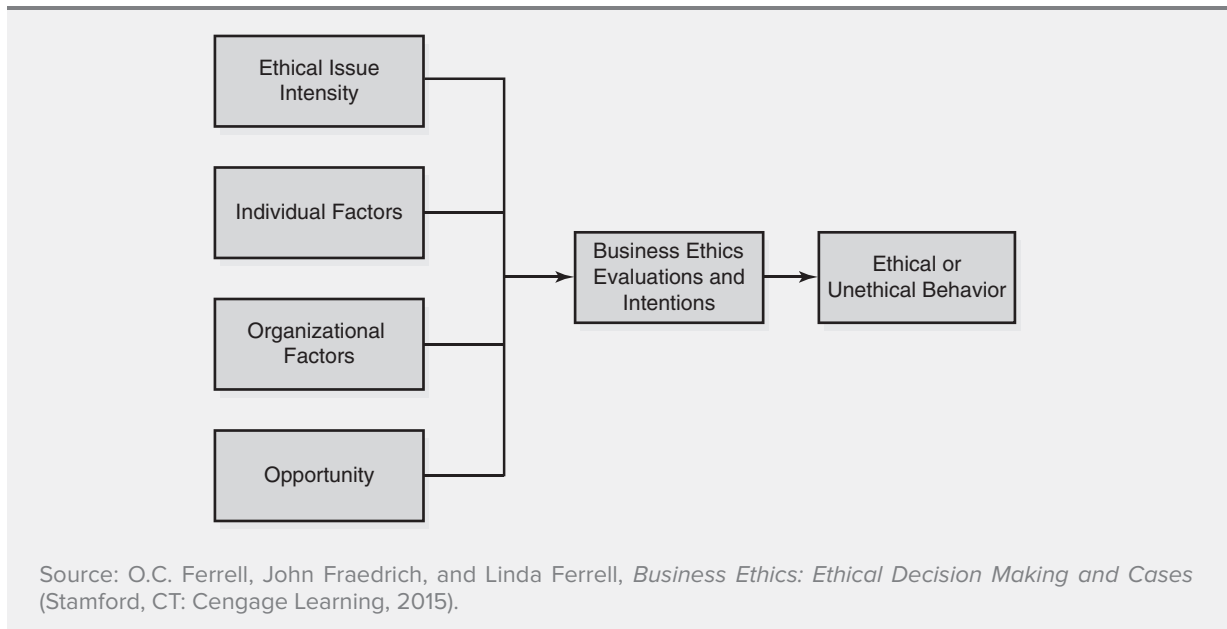 Ethical Issue
Intensity
Individual Factors
Organizational
Factors
Opportunity
Business Ethics
Evaluations and
Intentions
Ethical or
Unethical Behavior
Source: O.C. Ferrell, John Fraedrich, and Linda Ferrell, Business Ethics: Ethical Decision Making and Cases
(Stamford, CT: Cengage Learning, 2015).